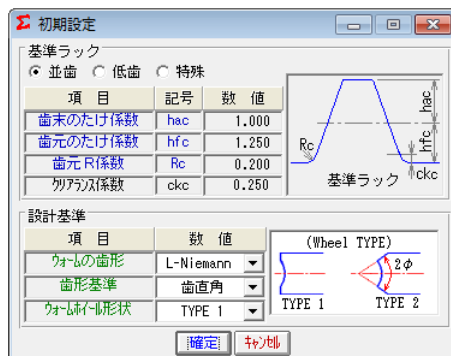 初期設定
基準ラック
並歯 低歯 特殊
項 目 記号 数 値
歯末のたけ係数 hac 1.000
歯元のたけ係数 hfc 1.250
歯元R係数 Rc 0.200
クリアランス係数 ckc 0.250
hac
hfc
Rc
ckc
基準ラック
設計基準
項 目 数 値
ウォームの歯形 L-Niemann
歯形基準 歯直角
ウォームホイール形状 TYPE 1
(Wheel TYPE)
2φ
TYPE 1 TYPE 2
確定 キャンセル